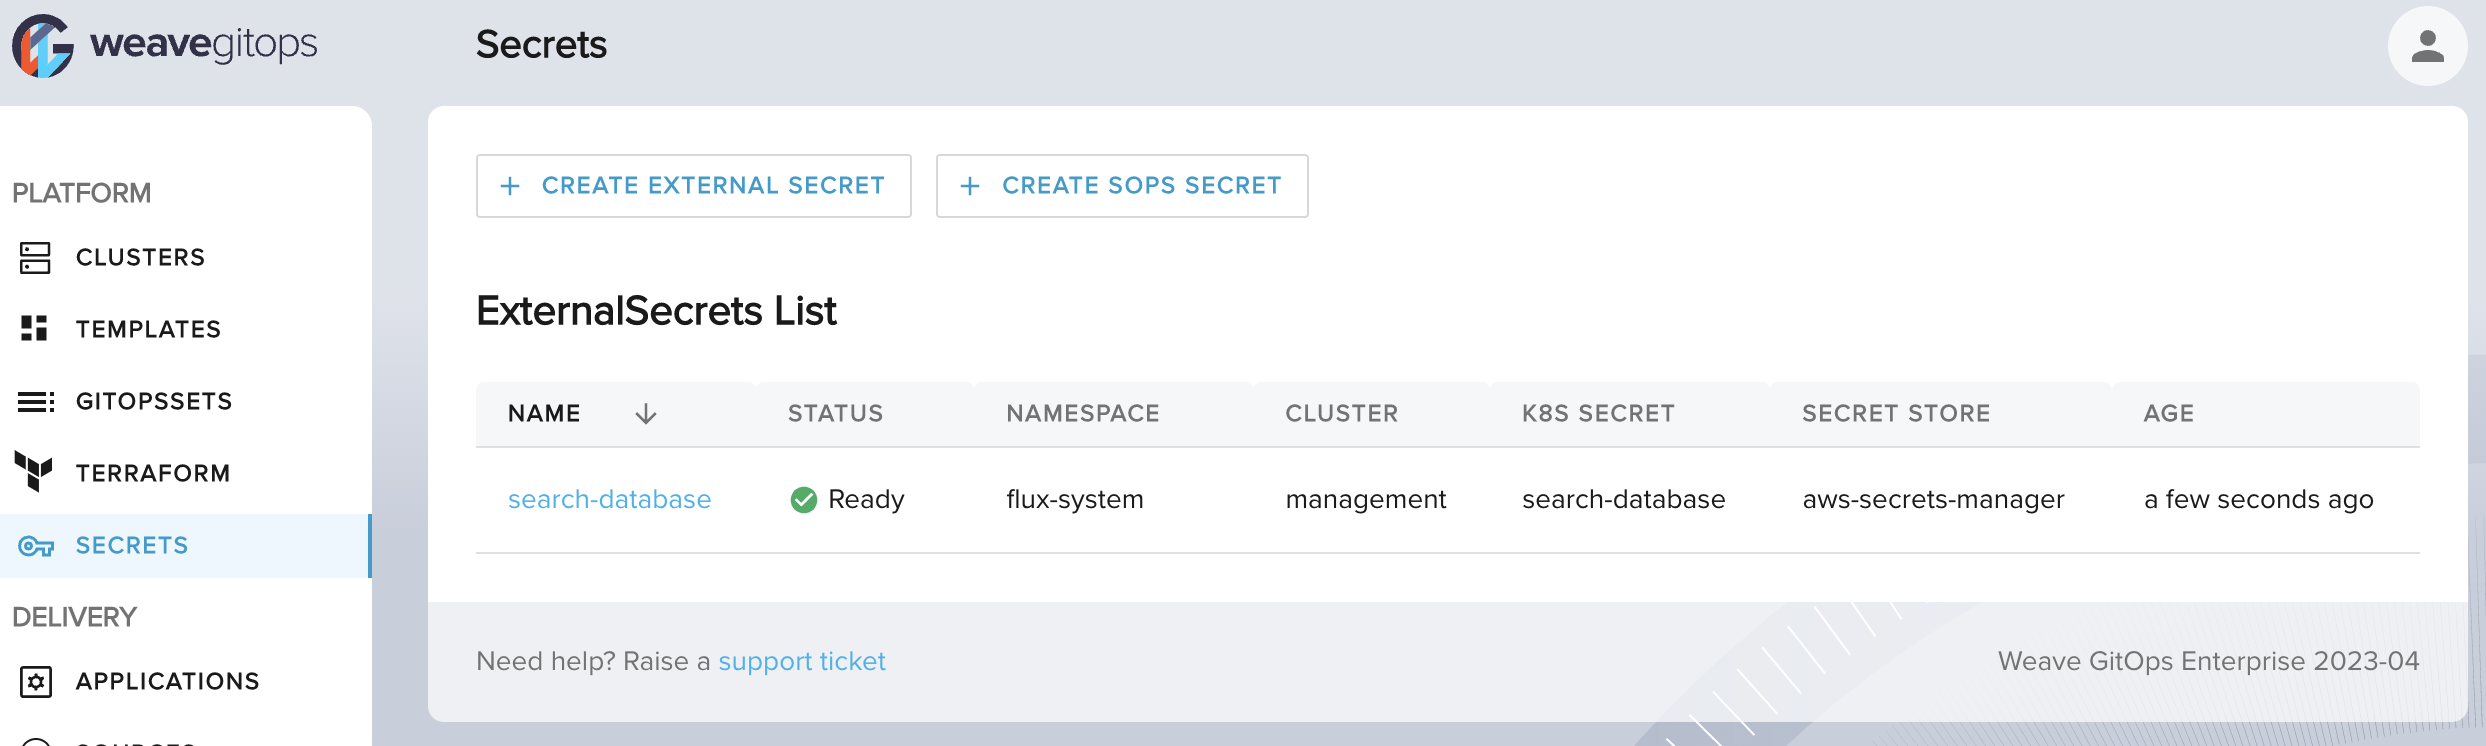 weavegitops
Secrets
PLATFORM
CLUSTERS
TEMPLATES
GITOPSSETS
TERRAFORM
SECRETS
DELIVERY
APPLICATIONS
SOURCES
+ CREATE EXTERNAL SECRET
+ CREATE SOPS SECRET
ExternalSecrets List
NAME ↓ STATUS NAMESPACE CLUSTER K8S SECRET SECRET STORE AGE
search-database Ready flux-system management search-database aws-secrets-manager a few seconds ago
Need help? Raise a support ticket
Weave GitOps Enterprise 2023-04